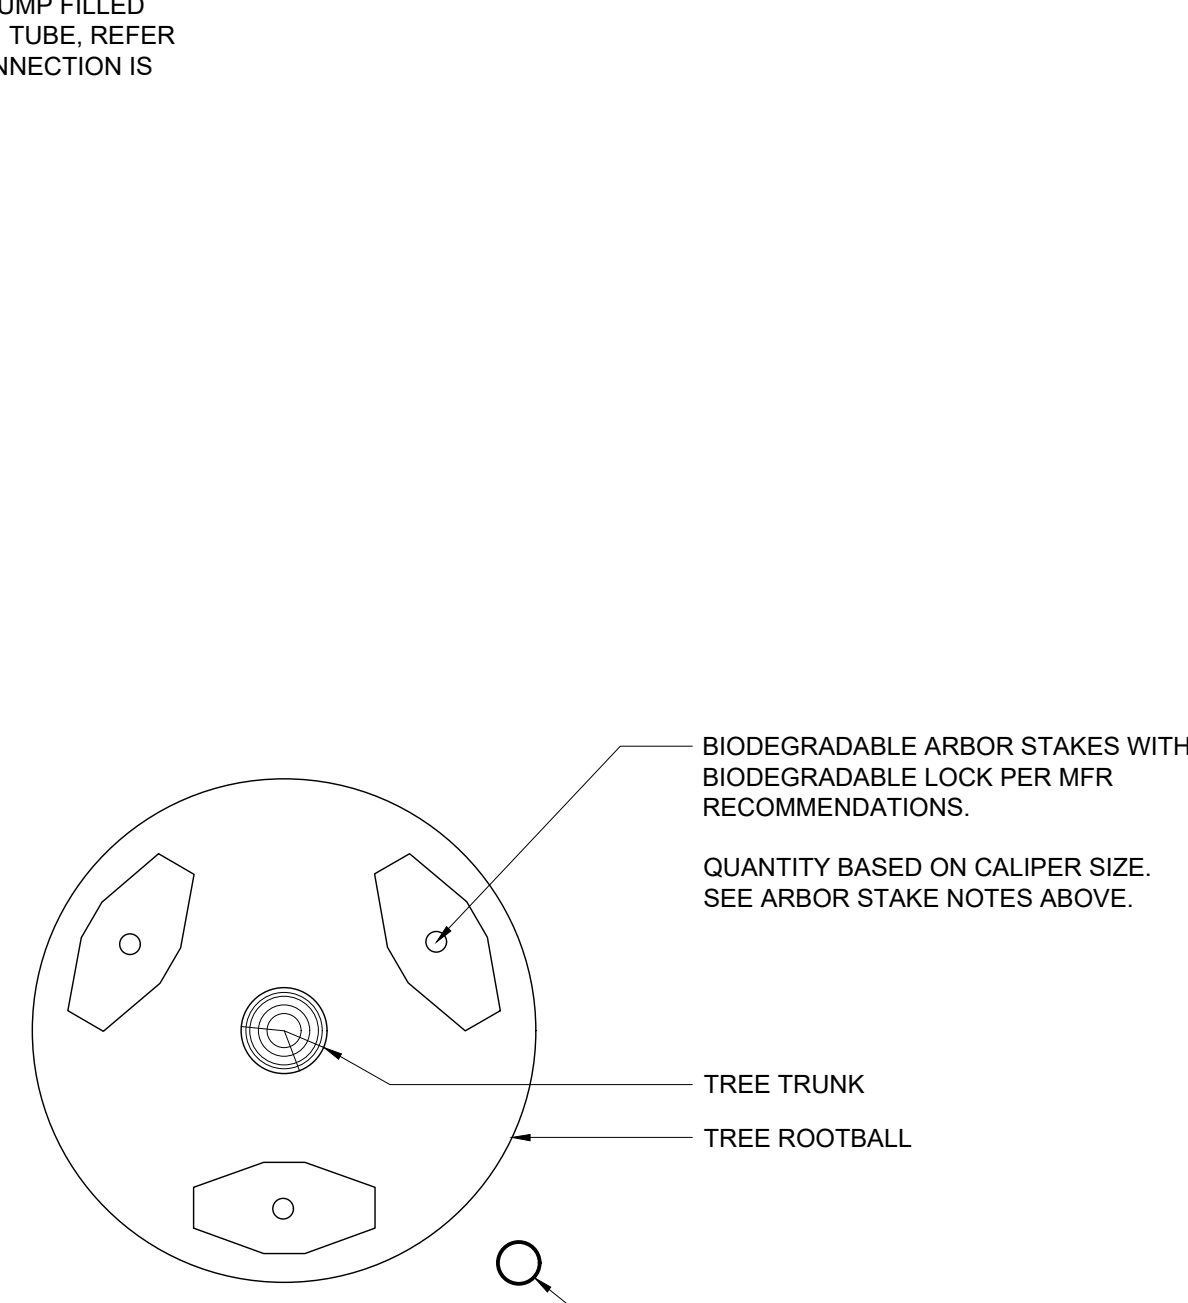 UMP FILLED
TUBE, REFER
NNECTION IS
BIODEGRADABLE ARBOR STAKES WITH
BIODEGRADABLE LOCK PER MFR
RECOMMENDATIONS.
QUANTITY BASED ON CALIPER SIZE.
SEE ARBOR STAKE NOTES ABOVE.
TREE TRUNK
TREE ROOTBALL